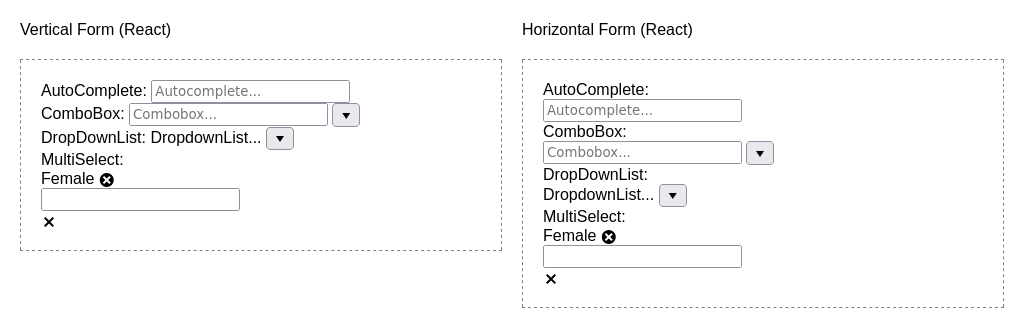 Vertical Form (React)
AutoComplete: Autocomplete...
ComboBox: Combobox...
DropDownList: DropdownList...
MultiSelect:
Female
Horizontal Form (React)
AutoComplete:
Autocomplete...
ComboBox:
Combobox...
DropDownList:
DropdownList...
MultiSelect:
Female